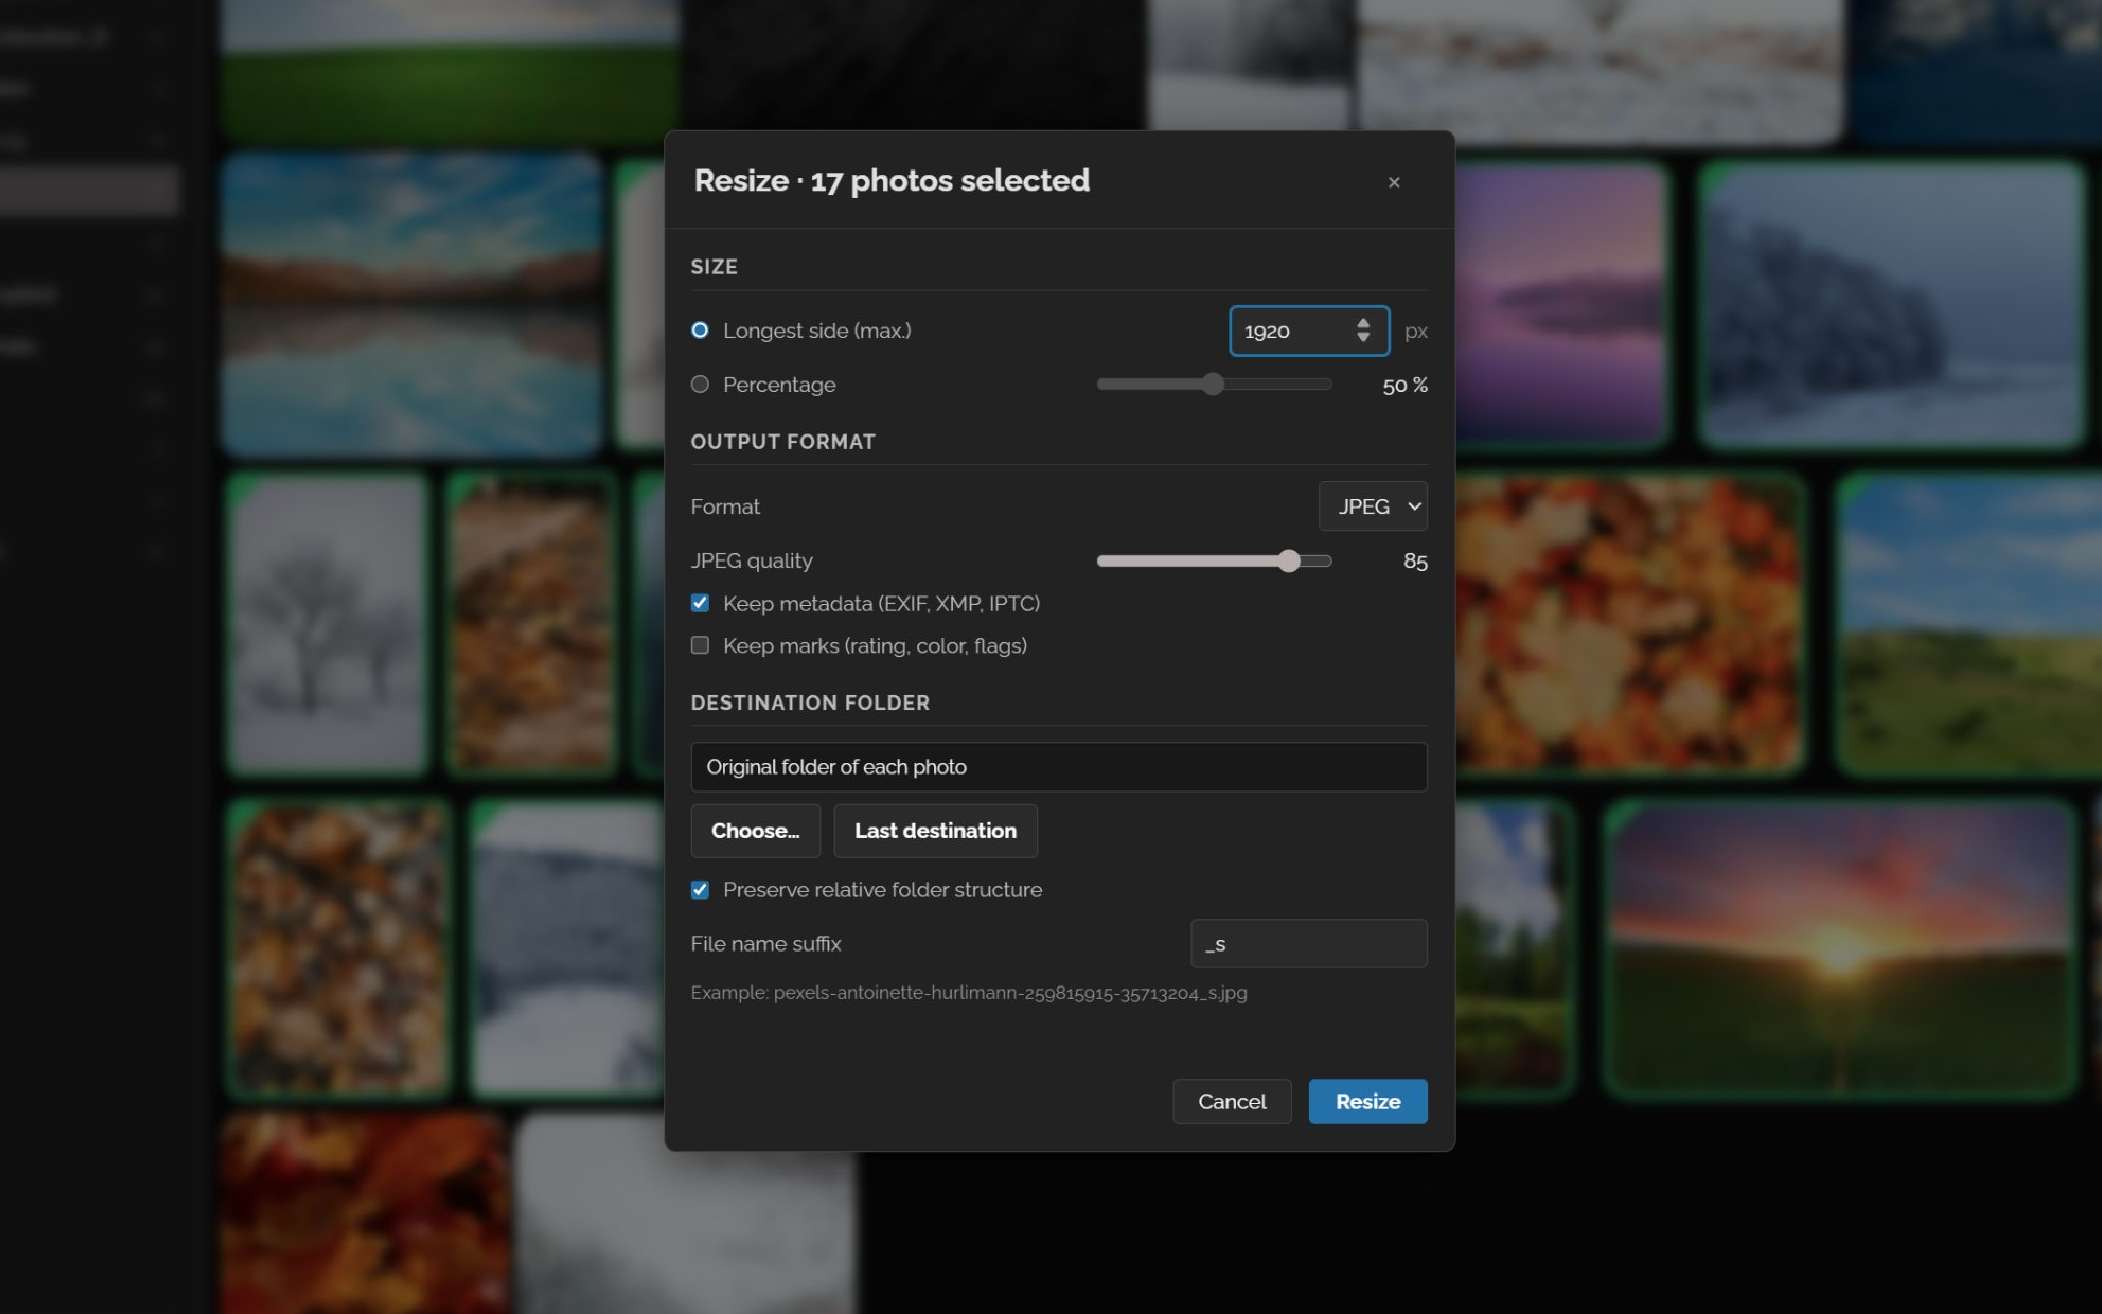 Resize · 17 photos selected
×
SIZE
Longest side (max.) 1920 px
Percentage 50 %
OUTPUT FORMAT
Format JPEG
JPEG quality 85
Keep metadata (EXIF, XMP, IPTC)
Keep marks (rating, color, flags)
DESTINATION FOLDER
Original folder of each photo
Choose... Last destination
Preserve relative folder structure
File name suffix _s
Example: pexels-antoinette-hurlimann-259815915-35713204_s.jpg
Cancel Resize